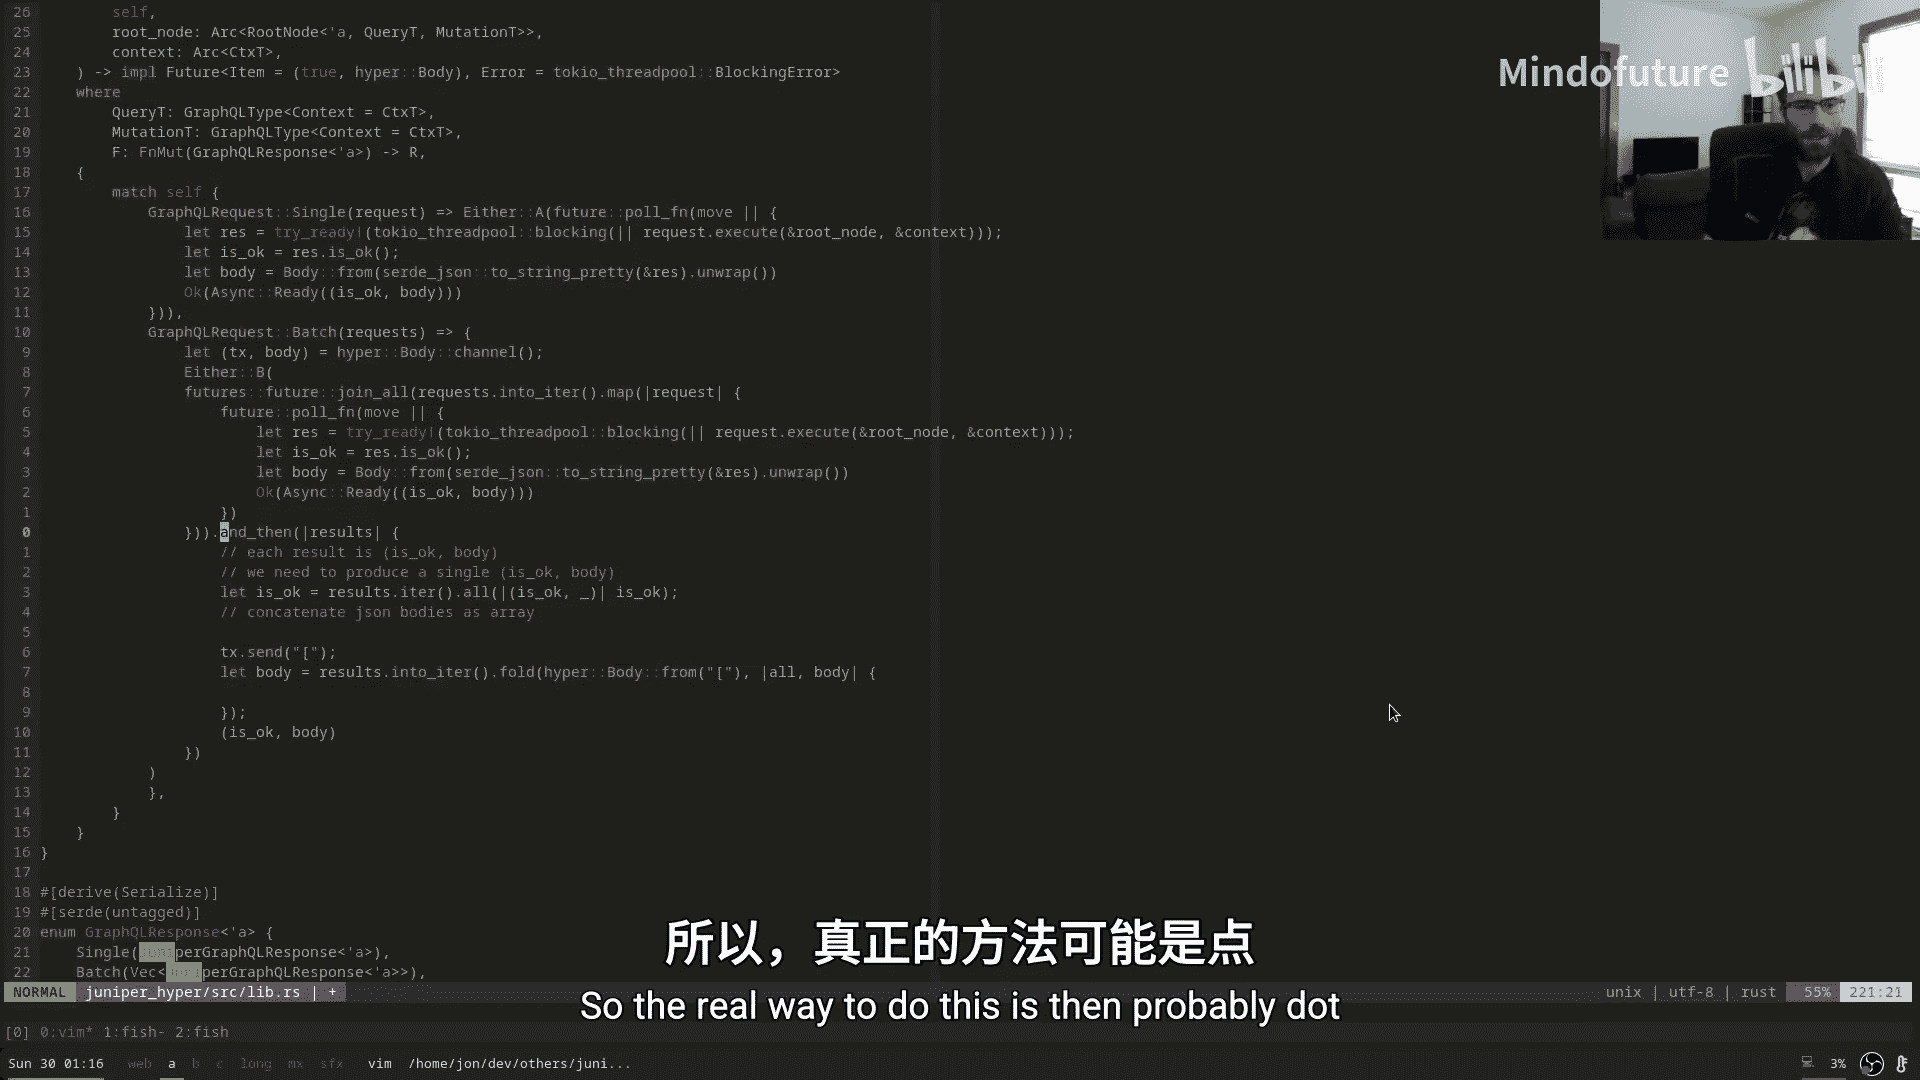 26         self,
25         root_node: Arc<RootNode<'a, QueryT, MutationT>>,
24         context: Arc<CtxT>,
23     ) -> impl Future<Item = (true, hyper::Body), Error = tokio_threadpool::BlockingError>
22     where
21         QueryT: GraphQLType<Context = CtxT>,
20         MutationT: GraphQLType<Context = CtxT>,
19         F: FnMut(GraphQLResponse<'a>) -> R,
18     {
17         match self {
16             GraphQLRequest::Single(request) => Either::A(future::poll_fn(move || {
15                 let res = try_ready!(tokio_threadpool::blocking(|| request.execute(&root_node, &context)));
14                 let is_ok = res.is_ok();
13                 let body = Body::from(serde_json::to_string_pretty(&res).unwrap())
12                 Ok(Async::Ready((is_ok, body)))
11             })),
10             GraphQLRequest::Batch(requests) => {
9                 let (tx, body) = hyper::Body::channel();
8                 Either::B(
7                 futures::future::join_all(requests.into_iter().map(|request| {
6                     future::poll_fn(move || {
5                         let res = try_ready!(tokio_threadpool::blocking(|| request.execute(&root_node, &context)));
4                         let is_ok = res.is_ok();
3                         let body = Body::from(serde_json::to_string_pretty(&res).unwrap())
2                         Ok(Async::Ready((is_ok, body)))
1                     })
0                 })).and_then(|results| {
1                     // each result is (is_ok, body)
2                     // we need to produce a single (is_ok, body)
3                     let is_ok = results.iter().all(|(is_ok, _)| is_ok);
4                     // concatenate json bodies as array
5
6                     tx.send("[");
7                     let body = results.into_iter().fold(hyper::Body::from("["), |all, body| {
8
9                     });
10                     (is_ok, body)
11                 })
12             )
13             },
14         }
15     }
16 }
17
18 #[derive(Serialize)]
19 #[serde(untagged)]
20 enum GraphQLResponse<'a> {
21     Single(JuniperGraphQLResponse<'a>),
22     Batch(Vec<JuniperGraphQLResponse<'a>>),
NORMAL juniper_hyper/src/lib.rs | + unix | utf-8 | rust 55% 221:21
[0] 0:vim* 1:fish- 2:fish
Sun 30 01:16 web a b c long mx sfx vim /home/jon/dev/others/juni... 3%
Mindofuture bilibili
所以，真正的方法可能是点
So the real way to do this is then probably dot